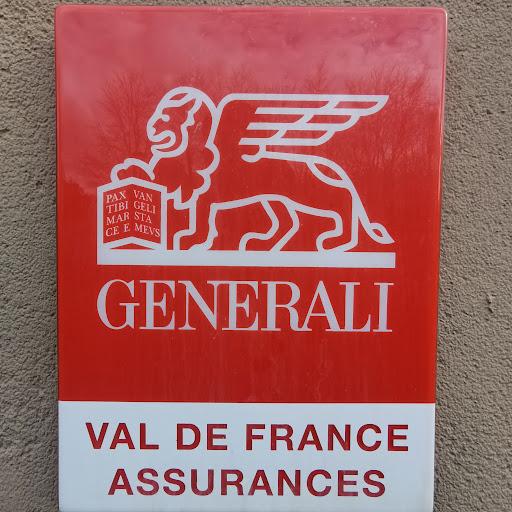 PAX VAN
TIBI GELI
MAR STA
CE E MEVS
GENERALI
VAL DE FRANCE
ASSURANCES